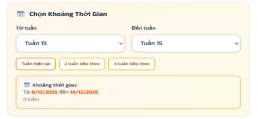 Chọn Khoảng Thời Gian
Từ tuần
Đến tuần
Tuần 15
Tuần 15
Tuần hiện tại
2 tuần tiếp theo
4 tuần tiếp theo
Khoảng thời gian:
Từ 8/12/2025 đến 14/12/2025
(1 tuần)